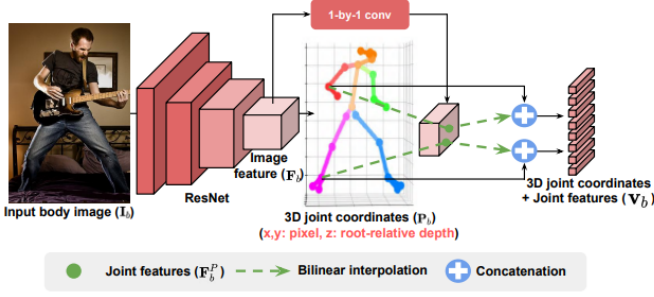 1-by-1 conv
Image
feature (F_b)
ResNet
Input body image (I_b)
3D joint coordinates (P_b)
(x,y: pixel, z: root-relative depth)
3D joint coordinates
+ Joint features (V_b)
Joint features (F_b^P)
Bilinear interpolation
Concatenation